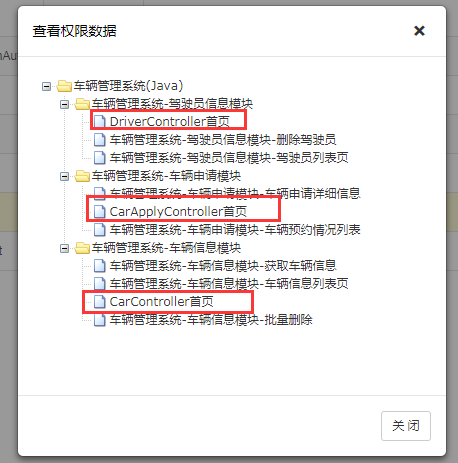 查看权限数据
nAu
车辆管理系统(Java)
车辆管理系统-驾驶员信息模块
DriverController首页
车辆管理系统-驾驶员信息模块-删除驾驶员
车辆管理系统-驾驶员信息模块-驾驶员列表页
车辆管理系统-车辆申请模块
车辆管理系统-车辆申请模块-车辆申请详细信息
CarApplyController首页
车辆管理系统-车辆申请模块-车辆预约情况列表
车辆管理系统-车辆信息模块
t
车辆管理系统-车辆信息模块-获取车辆信息
车辆管理系统-车辆信息模块-车辆信息列表页
CarController首页
车辆管理系统-车辆信息模块-批量删除
关 闭